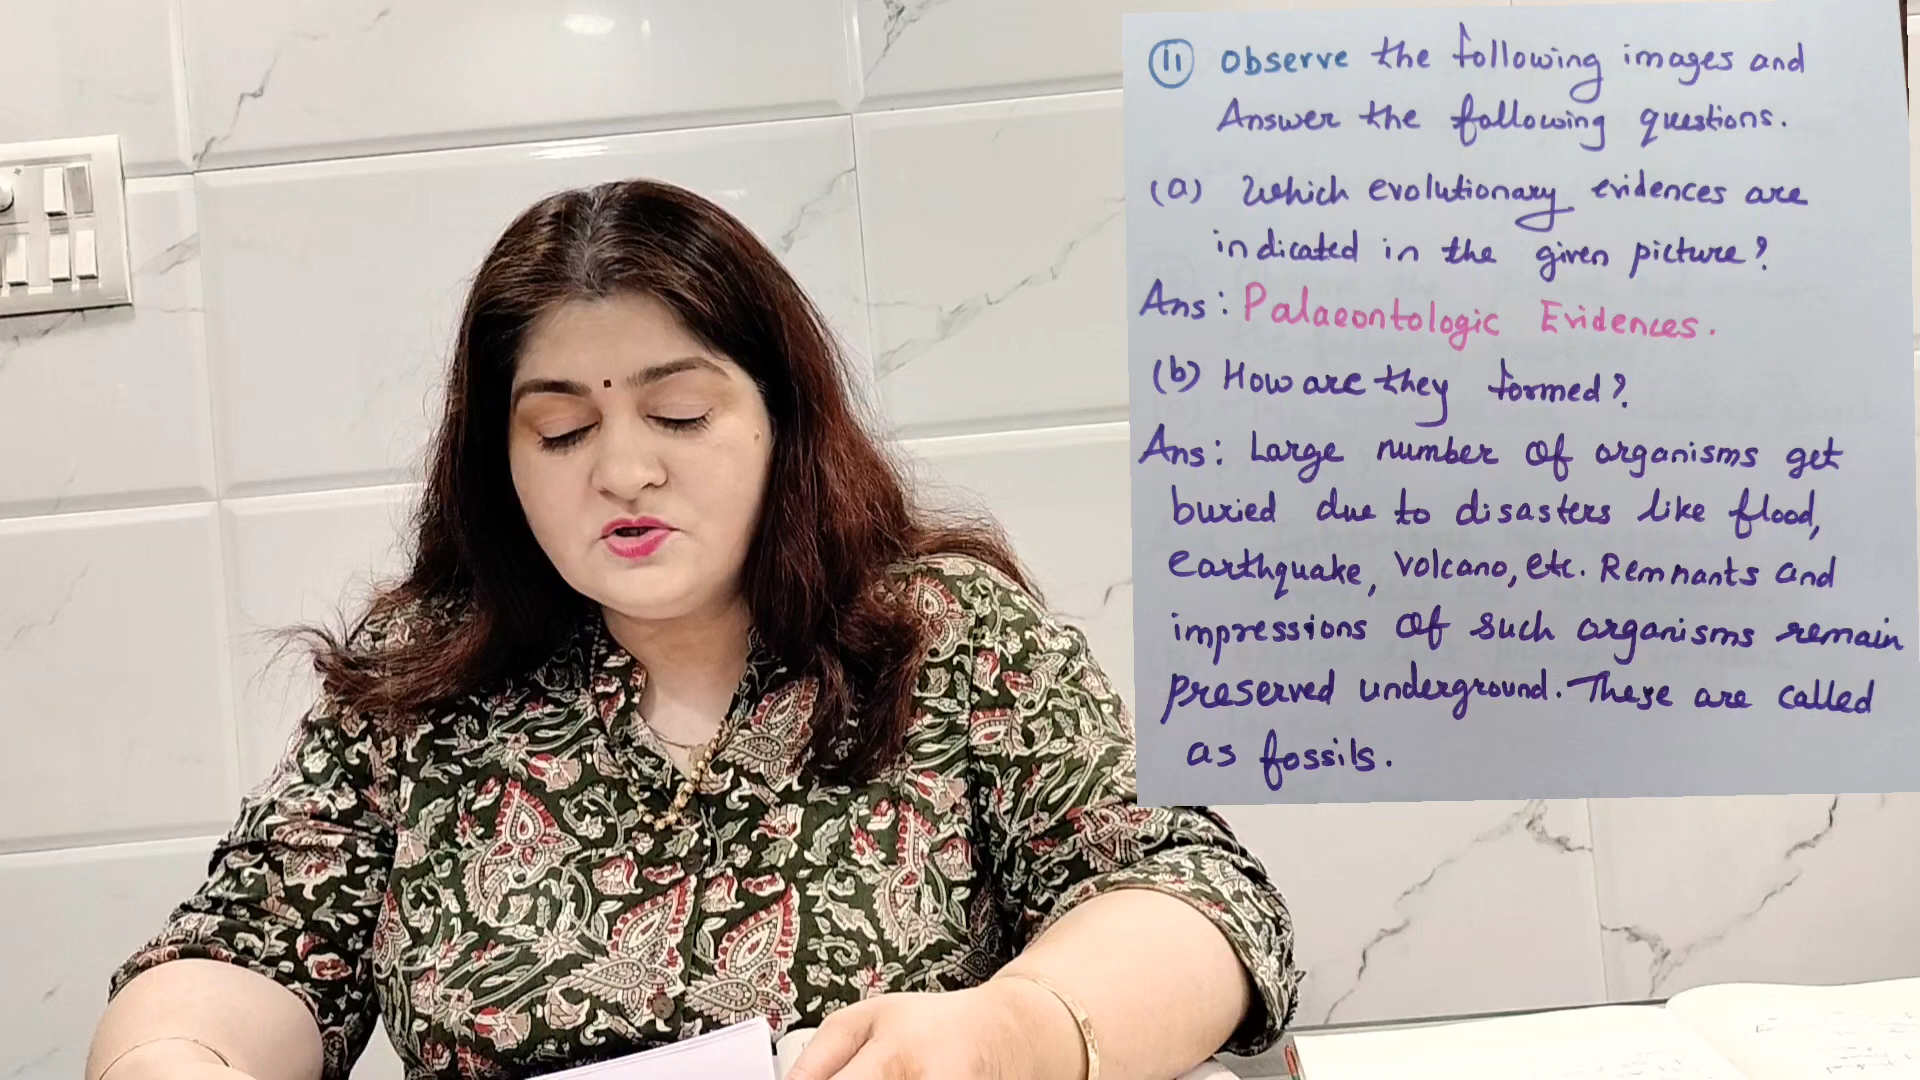 11 Observe the following images and
Answer the following questions.
(a) Which evolutionary evidences are
indicated in the given picture?
Ans: Palaeontologic Evidences.
(b) How are they formed?
Ans: Large number of organisms get
buried due to disasters like flood,
earthquake, volcano, etc. Remnants and
impressions of such organisms remain
preserved underground. These are called
as fossils.